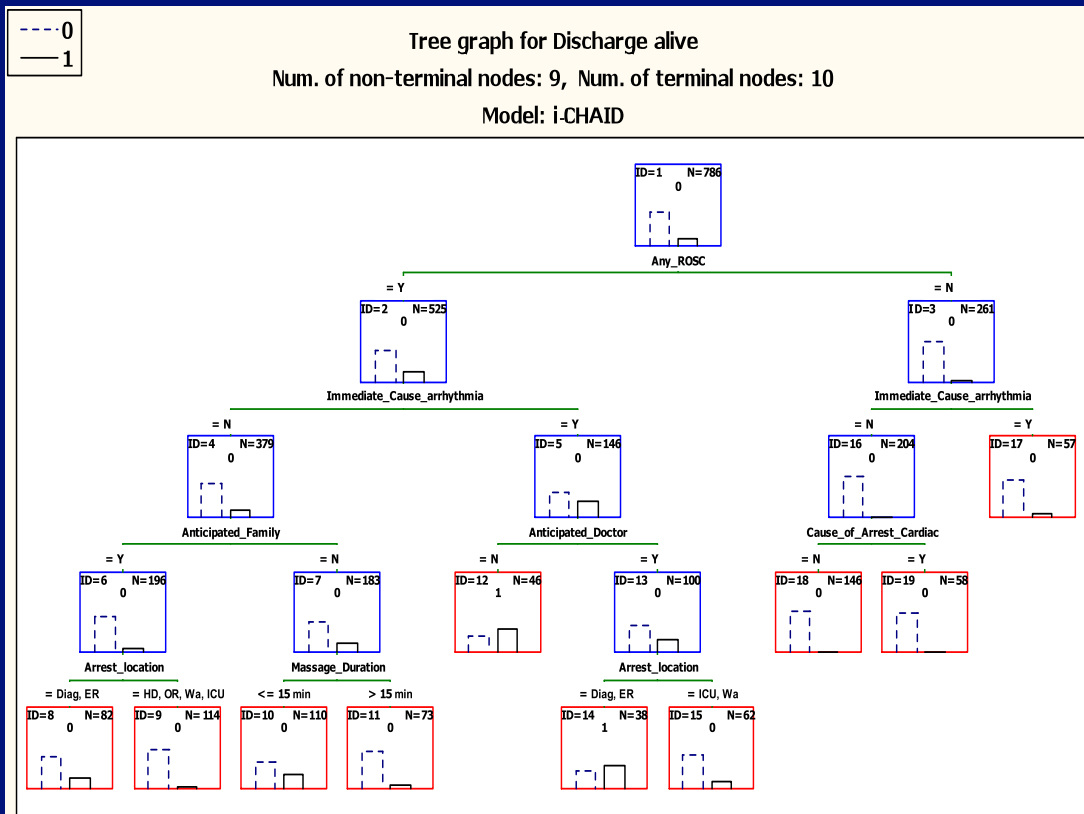 0
1
Tree graph for Discharge alive
Num. of non-terminal nodes: 9, Num. of terminal nodes: 10
Model: i-CHAID
ID=1 N=786
0
Any_ROSC
= Y = N
ID=2 N=525 ID=3 N=261
0 0
Immediate_Cause_arrhythmia Immediate_Cause_arrhythmia
= N = Y = N = Y
ID=4 N=379 ID=5 N=146 ID=16 N=204 ID=17 N=57
0 0 0 0
Anticipated_Family Anticipated_Doctor Cause_of_Arrest_Cardiac
= Y = N = N = Y = N = Y
ID=6 N=196 ID=7 N=183 ID=12 N=46 ID=13 N=100 ID=18 N=146 ID=19 N=58
0 0 1 0 0 0
Arrest_location Massage_Duration Arrest_location
= Diag, ER = HD, OR, Wa, ICU <= 15 min > 15 min = Diag, ER = ICU, Wa
ID=8 N=82 ID=9 N=114 ID=10 N=110 ID=11 N=73 ID=14 N=38 ID=15 N=62
0 0 0 0 1 0